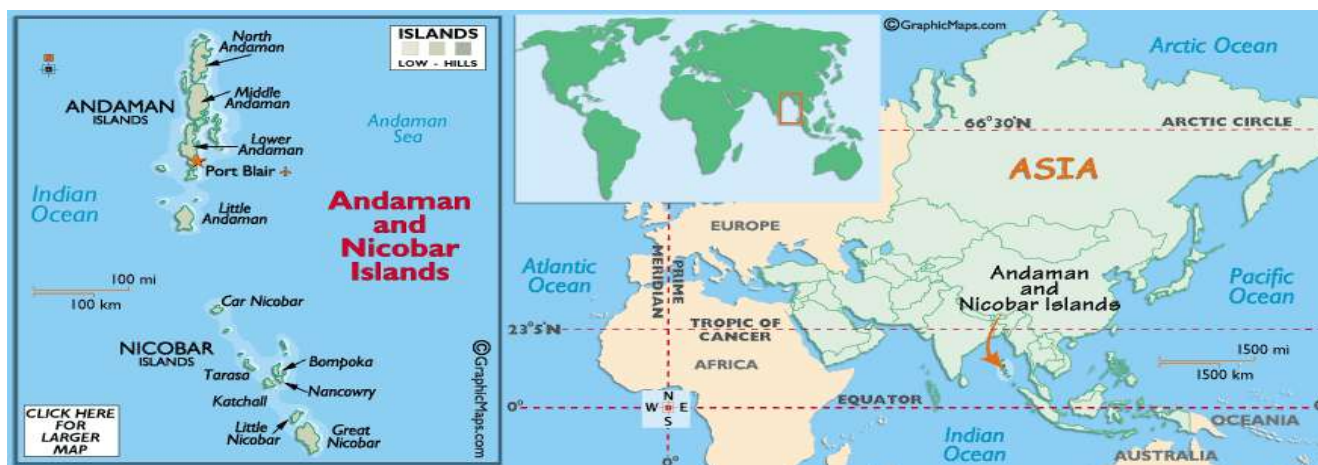 North
Andaman
ISLANDS
LOW - HILLS
Middle
Andaman
ANDAMAN
ISLANDS
Andaman
Sea
Lower
Andaman
Port Blair
Indian
Ocean
Little
Andaman
Andaman
and
Nicobar
Islands
100 mi
100 km
Car Nicobar
NICOBAR
ISLANDS
Bompoka
Tarasa
Nancowry
Katchall
Little
Nicobar
Great
Nicobar
CLICK HERE
FOR
LARGER
MAP
©GraphicMaps.com
©GraphicMaps.com
Arctic Ocean
66°30'N
ARCTIC CIRCLE
ASIA
EUROPE
Atlantic
Ocean
MERIDIAN
PRIME
Andaman
and
Nicobar Islands
Pacific
Ocean
23°5'N
TROPIC OF
CANCER
AFRICA
1500 mi
1500 km
N
W E
S
EQUATOR
0°
0
OCEANIA
Indian
Ocean
AUSTRALIA
0°